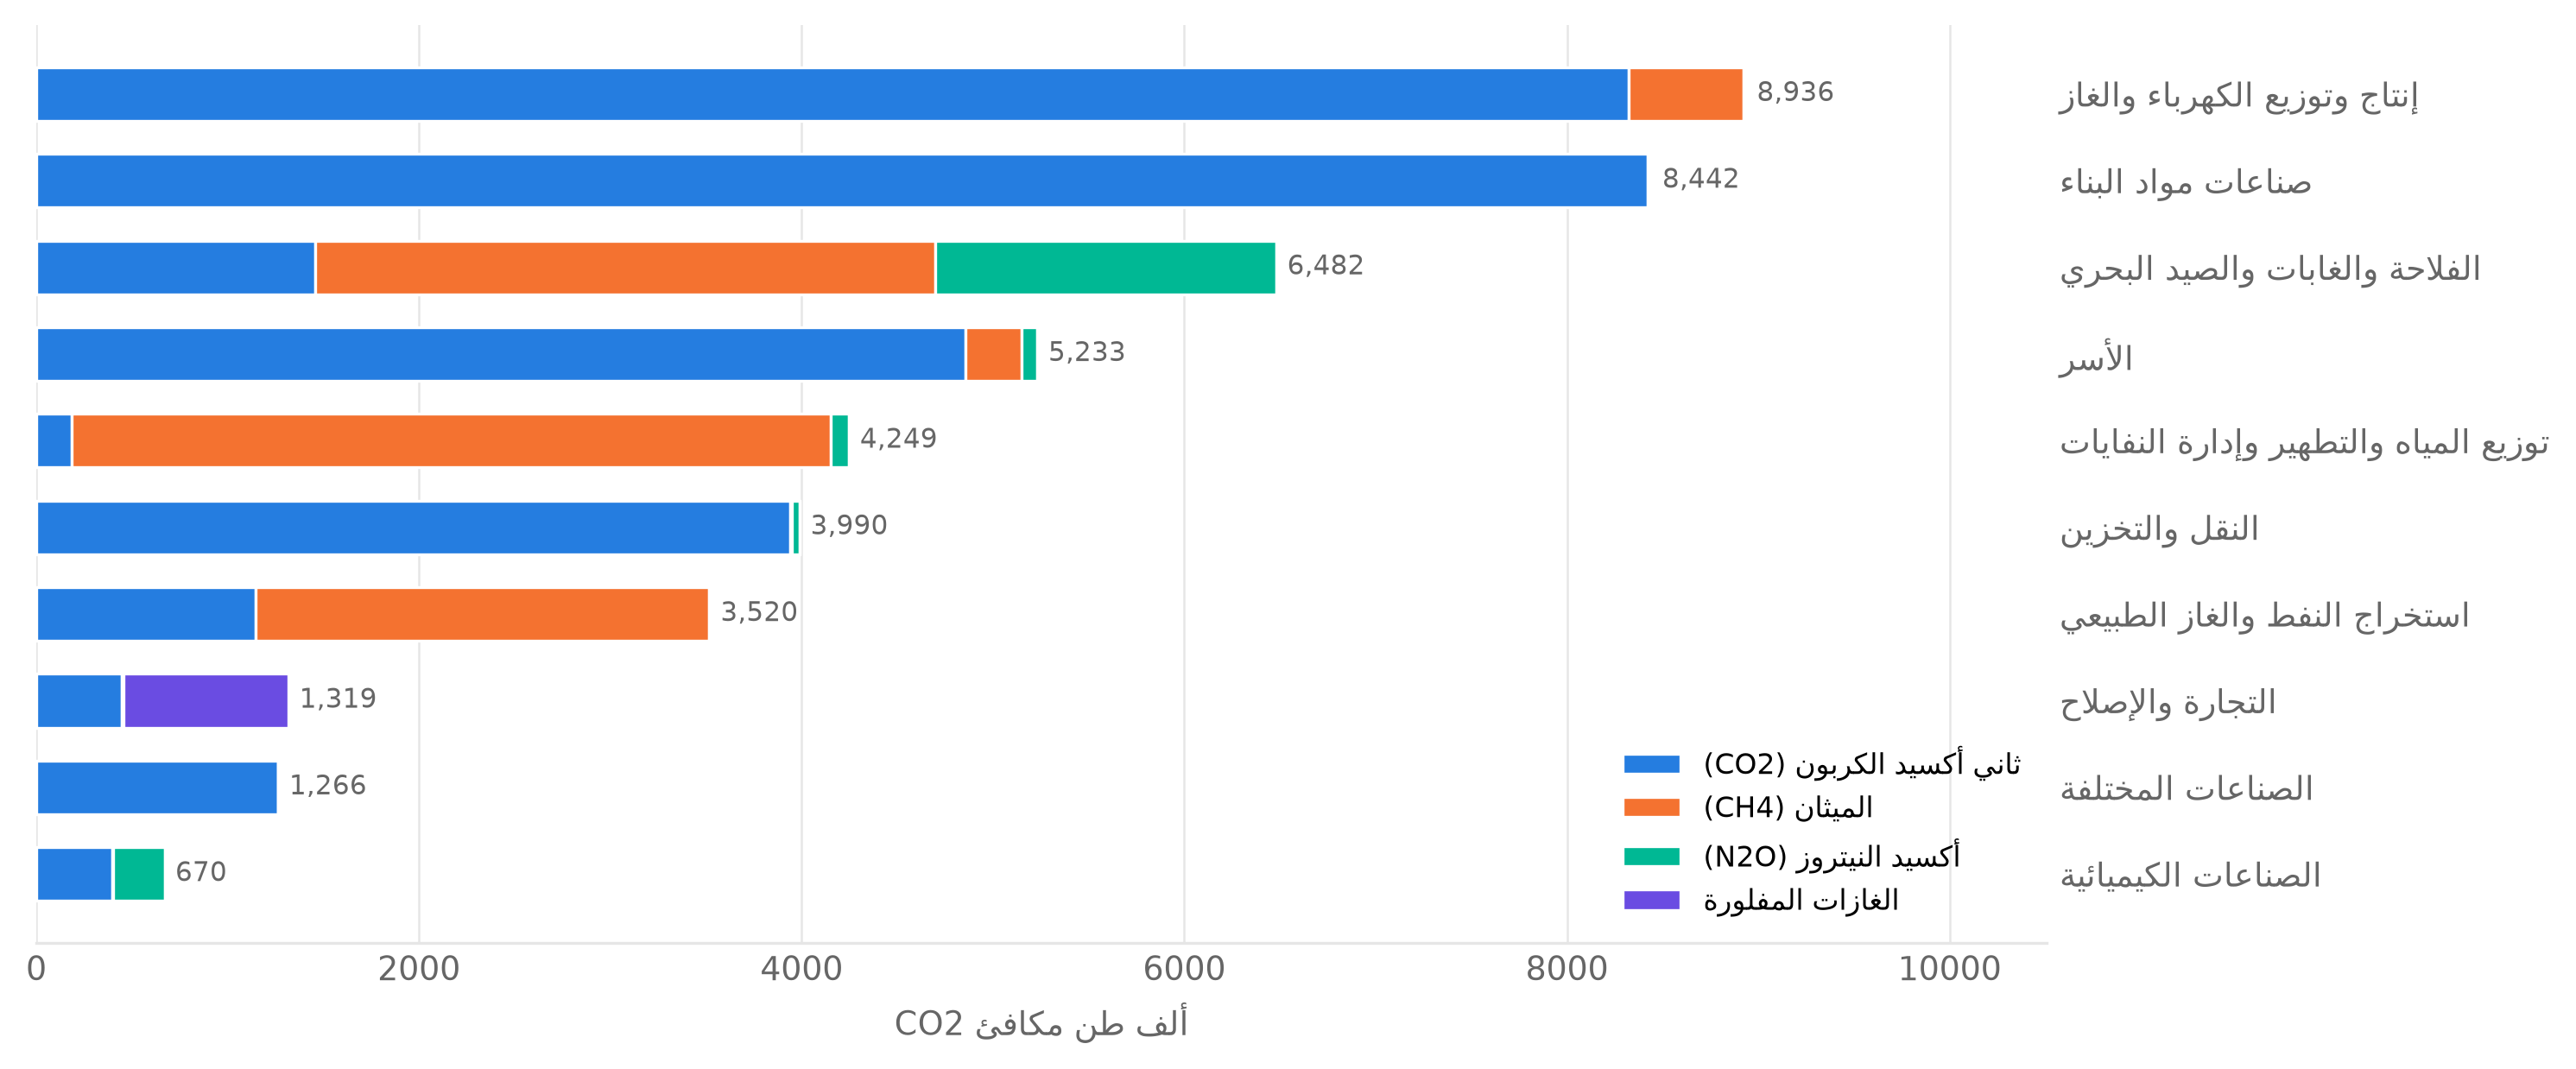 8,936 إنتاج وتوزيع الكهرباء والغاز
8,442 صناعات مواد البناء
6,482 الفلاحة والغابات والصيد البحري
5,233 الأسر
4,249 توزيع المياه والتطهير وإدارة النفايات
3,990 النقل والتخزين
3,520 استخراج النفط والغاز الطبيعي
1,319 التجارة والإصلاح
1,266 الصناعات المختلفة
670 الصناعات الكيميائية
ثاني أكسيد الكربون (CO2)
الميثان (CH4)
أكسيد النيتروز (N2O)
الغازات المفلورة
0 2000 4000 6000 8000 10000
ألف طن مكافئ CO2